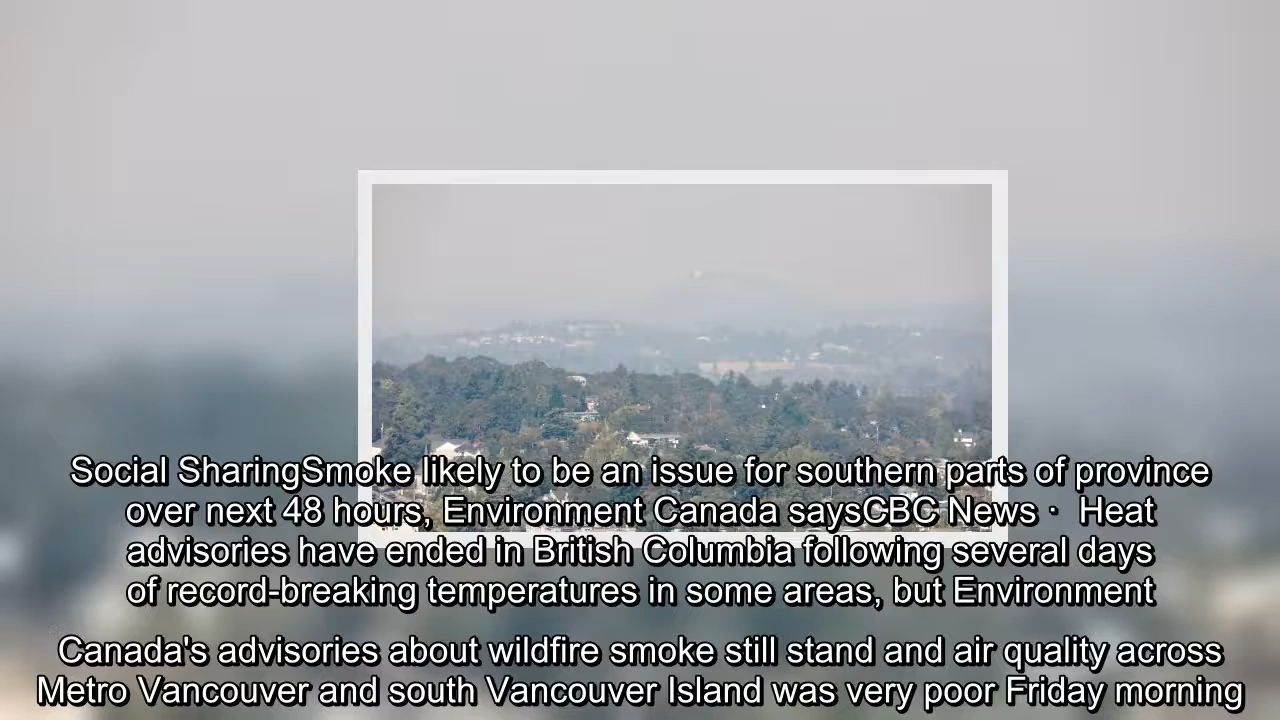 Social SharingSmoke likely to be an issue for southern parts of province
over next 48 hours, Environment Canada saysCBC News · Heat
advisories have ended in British Columbia following several days
of record-breaking temperatures in some areas, but Environment
Canada's advisories about wildfire smoke still stand and air quality across
Metro Vancouver and south Vancouver Island was very poor Friday morning